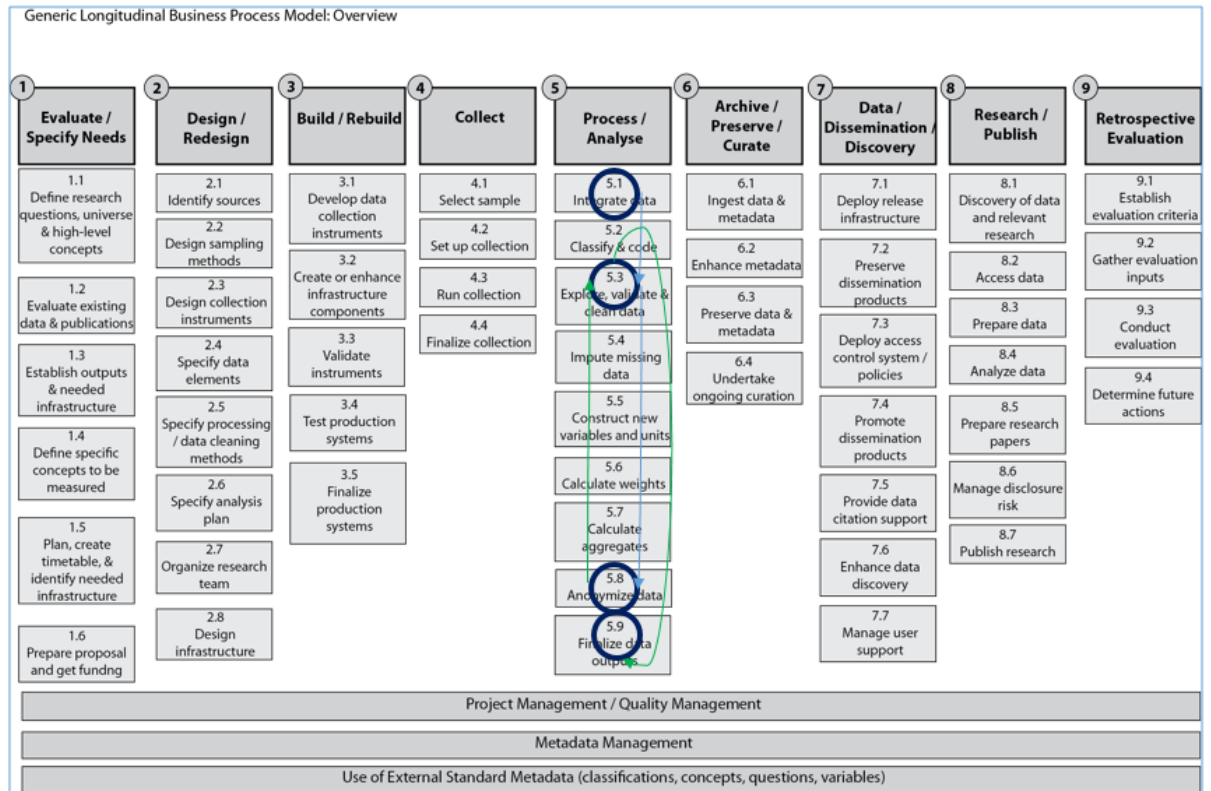 Generic Longitudinal Business Process Model: Overview
1
Evaluate /
Specify Needs
1.1
Define research
questions, universe
& high-level
concepts
1.2
Evaluate existing
data & publications
1.3
Establish outputs
& needed
infrastructure
1.4
Define specific
concepts to be
measured
1.5
Plan, create
timetable, &
identify needed
infrastructure
1.6
Prepare proposal
and get fundng
2
Design /
Redesign
2.1
Identify sources
2.2
Design sampling
methods
2.3
Design collection
instruments
2.4
Specify data
elements
2.5
Specify processing
/ data cleaning
methods
2.6
Specify analysis
plan
2.7
Organize research
team
2.8
Design
infrastructure
3
Build / Rebuild
3.1
Develop data
collection
instruments
3.2
Create or enhance
infrastructure
components
3.3
Validate
instruments
3.4
Test production
systems
3.5
Finalize
production
systems
4
Collect
4.1
Select sample
4.2
Set up collection
4.3
Run collection
4.4
Finalize collection
5
Process /
Analyse
5.1
Integrate data
5.2
Classify & code
5.3
Explore, validate &
clean data
5.4
Impute missing
data
5.5
Construct new
variables and units
5.6
Calculate weights
5.7
Calculate
aggregates
5.8
Anonymize data
5.9
Finalize data
outputs
6
Archive /
Preserve /
Curate
6.1
Ingest data &
metadata
6.2
Enhance metadata
6.3
Preserve data &
metadata
6.4
Undertake
ongoing curation
7
Data /
Dissemination /
Discovery
7.1
Deploy release
infrastructure
7.2
Preserve
dissemination
products
7.3
Deploy access
control system /
policies
7.4
Promote
dissemination
products
7.5
Provide data
citation support
7.6
Enhance data
discovery
7.7
Manage user
support
8
Research /
Publish
8.1
Discovery of data
and relevant
research
8.2
Access data
8.3
Prepare data
8.4
Analyze data
8.5
Prepare research
papers
8.6
Manage disclosure
risk
8.7
Publish research
9
Retrospective
Evaluation
9.1
Establish
evaluation criteria
9.2
Gather evaluation
inputs
9.3
Conduct
evaluation
9.4
Determine future
actions
Project Management / Quality Management
Metadata Management
Use of External Standard Metadata (classifications, concepts, questions, variables)